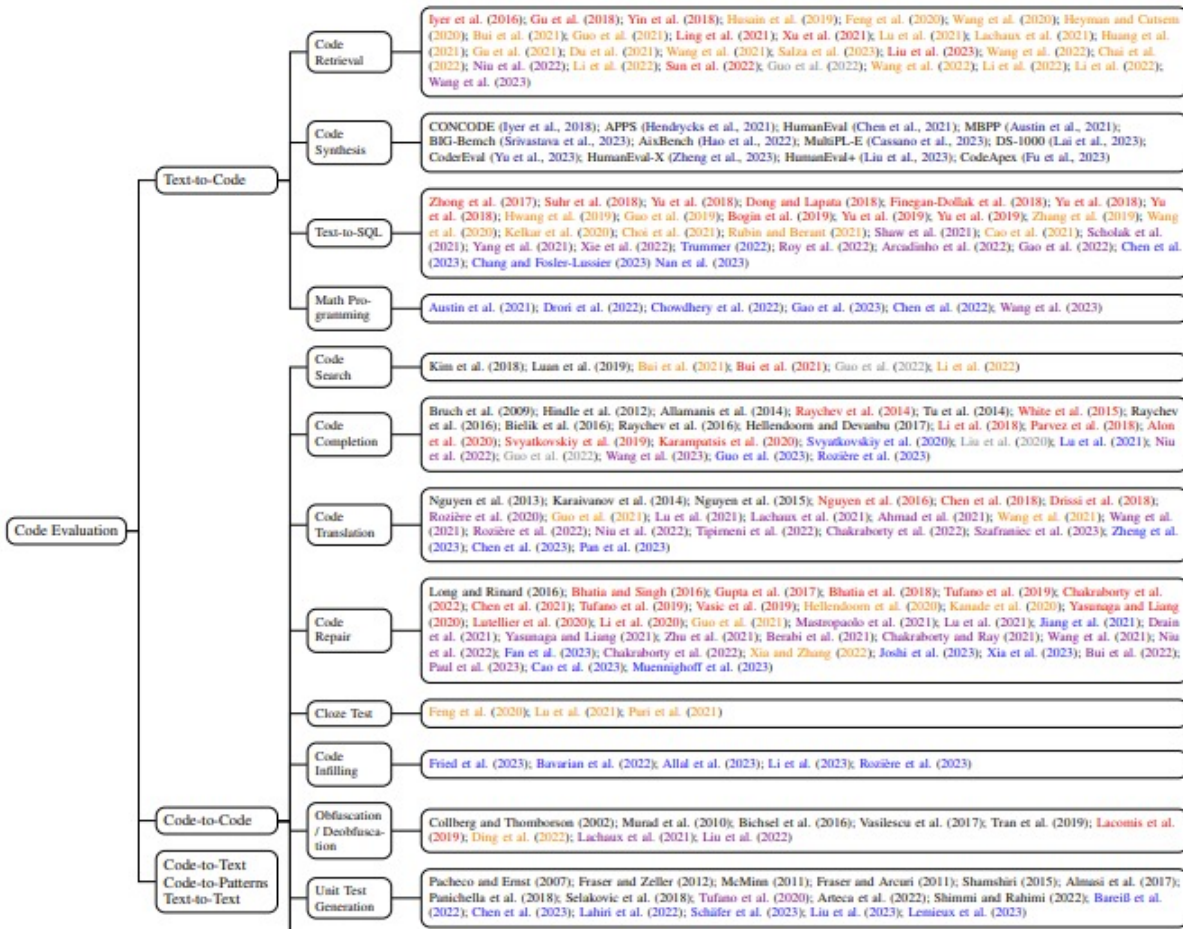 Code Evaluation
Text-to-Code
Code
Retrieval
Iyer et al. (2016); Gu et al. (2018); Yin et al. (2018); Husain et al. (2019); Feng et al. (2020); Wang et al. (2020); Heyman and Cutsem
(2020); Bui et al. (2021); Guo et al. (2021); Ling et al. (2021); Xu et al. (2021); Lu et al. (2021); Lachaux et al. (2021); Huang et al.
(2021); Gu et al. (2021); Du et al. (2021); Wang et al. (2021); Salza et al. (2023); Liu et al. (2023); Wang et al. (2022); Chai et al.
(2022); Niu et al. (2022); Li et al. (2022); Sun et al. (2022); Guo et al. (2022); Wang et al. (2022); Li et al. (2022); Li et al. (2022);
Wang et al. (2023)
Code
Synthesis
CONCODE (Iyer et al., 2018); APPS (Hendrycks et al., 2021); HumanEval (Chen et al., 2021); MBPP (Austin et al., 2021);
BIG-Bemch (Srivastava et al., 2023); AixBench (Hao et al., 2022); MultiPL-E (Cassano et al., 2023); DS-1000 (Lai et al., 2023);
CoderEval (Yu et al., 2023); HumanEval-X (Zheng et al., 2023); HumanEval+ (Liu et al., 2023); CodeApex (Fu et al., 2023)
Text-to-SQL
Zhong et al. (2017); Suhr et al. (2018); Yu et al. (2018); Dong and Lapata (2018); Finegan-Dollak et al. (2018); Yu et al. (2018); Yu
et al. (2018); Hwang et al. (2019); Guo et al. (2019); Bogin et al. (2019); Yu et al. (2019); Yu et al. (2019); Zhang et al. (2019); Wang
et al. (2020); Kelkar et al. (2020); Choi et al. (2021); Rubin and Berant (2021); Shaw et al. (2021); Cao et al. (2021); Scholak et al.
(2021); Yang et al. (2021); Xie et al. (2022); Trummer (2022); Roy et al. (2022); Arcadinho et al. (2022); Gao et al. (2022); Chen et al.
(2023); Chang and Fosler-Lussier (2023) Nan et al. (2023)
Math Pro-
gramming
Austin et al. (2021); Drori et al. (2022); Chowdhery et al. (2022); Gao et al. (2023); Chen et al. (2022); Wang et al. (2023)
Code-to-Code
Code
Search
Kim et al. (2018); Luan et al. (2019); Bui et al. (2021); Bui et al. (2021); Guo et al. (2022); Li et al. (2022)
Code
Completion
Bruch et al. (2009); Hindle et al. (2012); Allamanis et al. (2014); Raychev et al. (2014); Tu et al. (2014); White et al. (2015); Raychev
et al. (2016); Bielik et al. (2016); Raychev et al. (2016); Hellendoorn and Devanbu (2017); Li et al. (2018); Parvez et al. (2018); Alon
et al. (2020); Svyatkovskiy et al. (2019); Karampatsis et al. (2020); Svyatkovskiy et al. (2020); Liu et al. (2020); Lu et al. (2021); Niu
et al. (2022); Guo et al. (2022); Wang et al. (2023); Guo et al. (2023); Rozière et al. (2023)
Code
Translation
Nguyen et al. (2013); Karaivanov et al. (2014); Nguyen et al. (2015); Nguyen et al. (2016); Chen et al. (2018); Drissi et al. (2018);
Rozière et al. (2020); Guo et al. (2021); Lu et al. (2021); Lachaux et al. (2021); Ahmad et al. (2021); Wang et al. (2021); Wang et al.
(2021); Rozière et al. (2022); Niu et al. (2022); Tipirneni et al. (2022); Chakraborty et al. (2022); Szafraniec et al. (2023); Zheng et al.
(2023); Chen et al. (2023); Pan et al. (2023)
Code
Repair
Long and Rinard (2016); Bhatia and Singh (2016); Gupta et al. (2017); Bhatia et al. (2018); Tufano et al. (2019); Chakraborty et al.
(2022); Chen et al. (2021); Tufano et al. (2019); Vasic et al. (2019); Hellendoorn et al. (2020); Kanade et al. (2020); Yasunaga and Liang
(2020); Lutellier et al. (2020); Li et al. (2020); Guo et al. (2021); Mastropaolo et al. (2021); Lu et al. (2021); Jiang et al. (2021); Drain
et al. (2021); Yasunaga and Liang (2021); Zhu et al. (2021); Berabi et al. (2021); Chakraborty and Ray (2021); Wang et al. (2021); Niu
et al. (2022); Fan et al. (2023); Chakraborty et al. (2022); Xia and Zhang (2022); Joshi et al. (2023); Xia et al. (2023); Bui et al. (2022);
Paul et al. (2023); Cao et al. (2023); Muennighoff et al. (2023)
Cloze Test
Feng et al. (2020); Lu et al. (2021); Puri et al. (2021)
Code
Infilling
Fried et al. (2023); Bavarian et al. (2022); Allal et al. (2023); Li et al. (2023); Rozière et al. (2023)
Obfuscation
/ Deobfusca-
tion
Collberg and Thomborson (2002); Murad et al. (2010); Bichsel et al. (2016); Vasilescu et al. (2017); Tran et al. (2019); Lacomis et al.
(2019); Ding et al. (2022); Lachaux et al. (2021); Liu et al. (2022)
Unit Test
Generation
Pacheco and Ernst (2007); Fraser and Zeller (2012); McMinn (2011); Fraser and Arcuri (2011); Shamshiri (2015); Almasi et al. (2017);
Panichella et al. (2018); Selakovic et al. (2018); Tufano et al. (2020); Arteca et al. (2022); Shimmi and Rahimi (2022); Bareiß et al.
(2022); Chen et al. (2023); Lahiri et al. (2022); Schäfer et al. (2023); Liu et al. (2023); Lemieux et al. (2023)
Code-to-Text
Code-to-Patterns
Text-to-Text